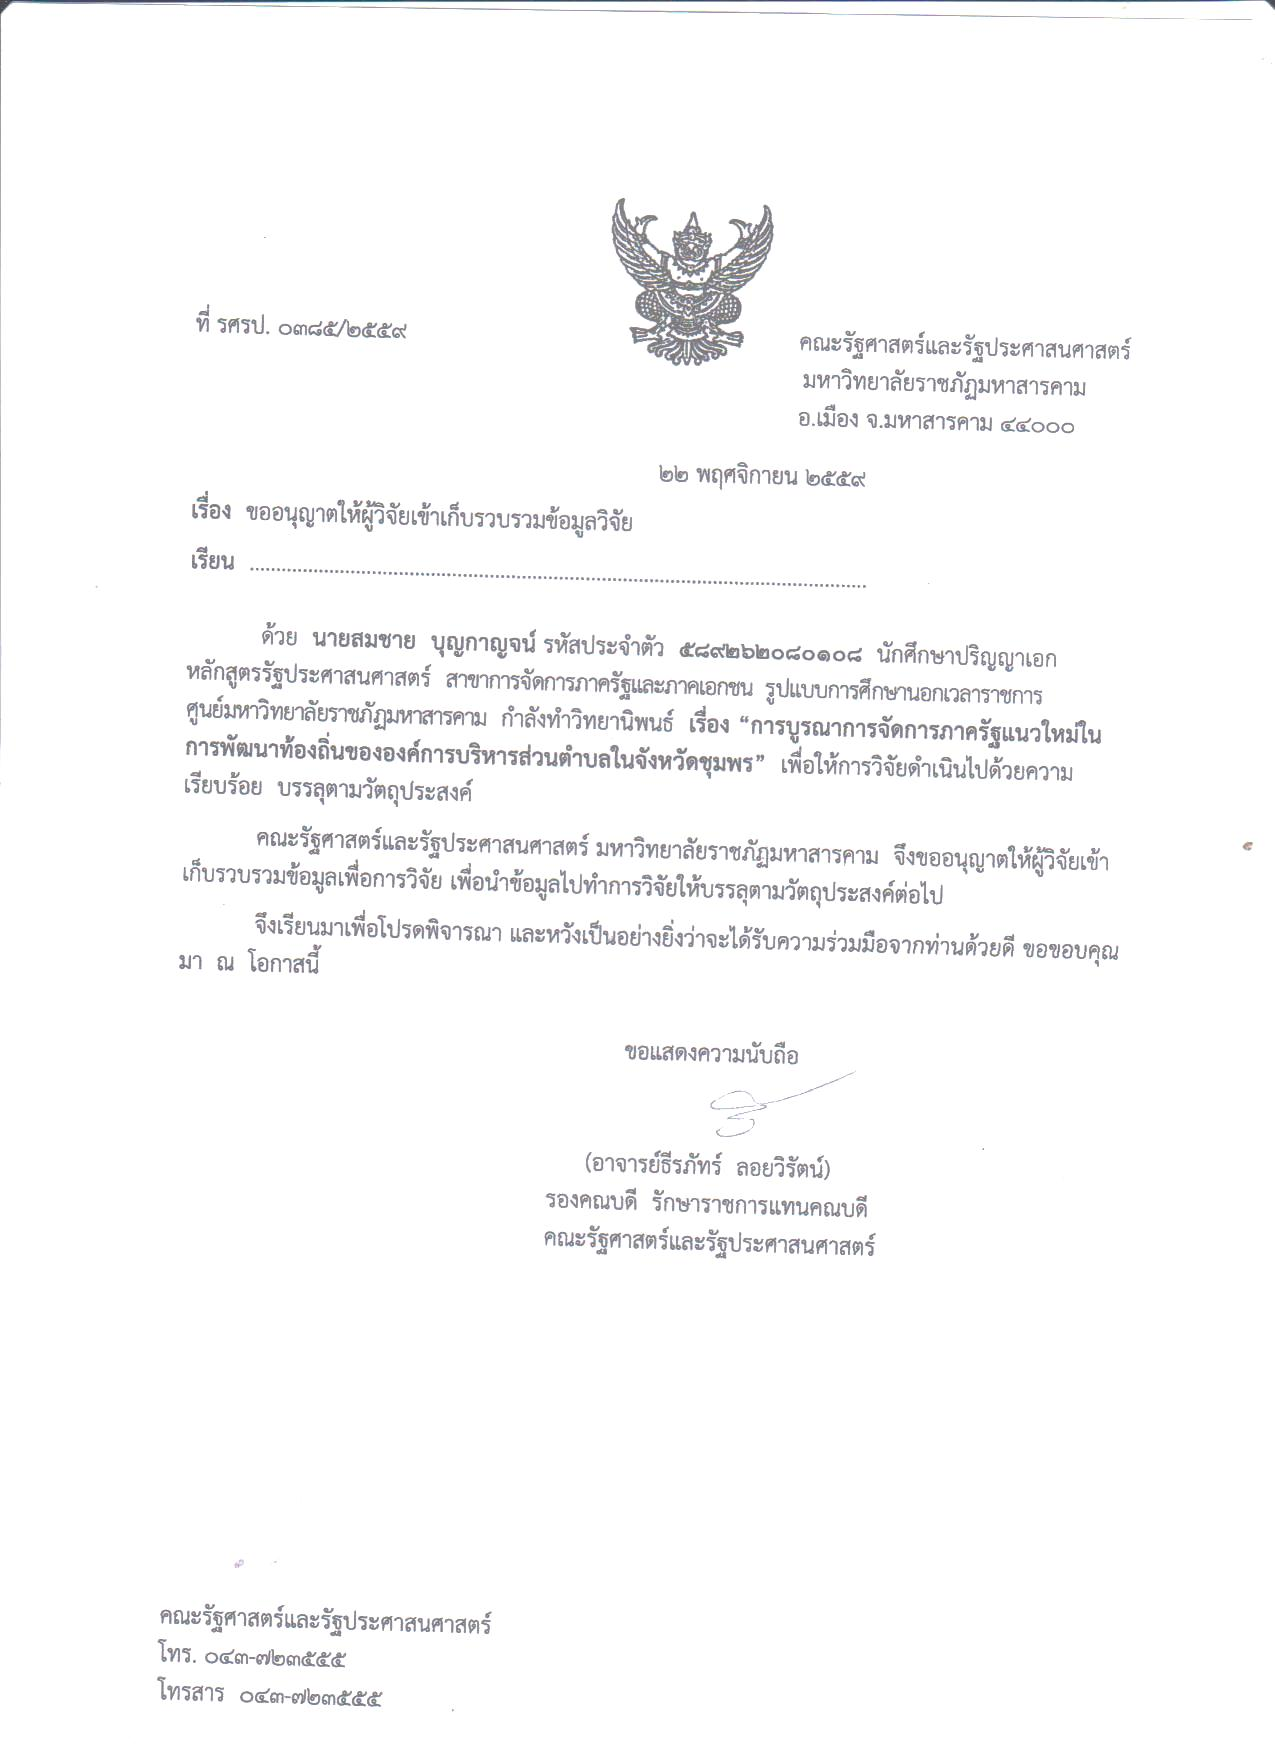 ที่ รศรป. ๐๓๘๕/๒๕๕๙
คณะรัฐศาสตร์และรัฐประศาสนศาสตร์
มหาวิทยาลัยราชภัฏมหาสารคาม
อ.เมือง จ.มหาสารคาม ๔๔๐๐๐
๒๒ พฤศจิกายน ๒๕๕๙
เรื่อง ขออนุญาตให้ผู้วิจัยเข้าเก็บรวบรวมข้อมูลวิจัย
เรียน ........................................................................................................................
ด้วย นายสมชาย บุญกาญจน์ รหัสประจำตัว ๕๘๙๒๖๒๐๘๐๑๐๘ นักศึกษาปริญญาเอก
หลักสูตรรัฐประศาสนศาสตร์ สาขาการจัดการภาครัฐและภาคเอกชน รูปแบบการศึกษานอกเวลาราชการ
ศูนย์มหาวิทยาลัยราชภัฏมหาสารคาม กำลังทำวิทยานิพนธ์ เรื่อง “การบูรณาการจัดการภาครัฐแนวใหม่ใน
การพัฒนาท้องถิ่นขององค์การบริหารส่วนตำบลในจังหวัดชุมพร” เพื่อให้การวิจัยดำเนินไปด้วยความ
เรียบร้อย บรรลุตามวัตถุประสงค์
คณะรัฐศาสตร์และรัฐประศาสนศาสตร์ มหาวิทยาลัยราชภัฏมหาสารคาม จึงขออนุญาตให้ผู้วิจัยเข้า
เก็บรวบรวมข้อมูลเพื่อการวิจัย เพื่อนำข้อมูลไปทำการวิจัยให้บรรลุตามวัตถุประสงค์ต่อไป
จึงเรียนมาเพื่อโปรดพิจารณา และหวังเป็นอย่างยิ่งว่าจะได้รับความร่วมมือจากท่านด้วยดี ขอขอบคุณ
มา ณ โอกาสนี้
ขอแสดงความนับถือ
(อาจารย์ธีรภัทร์ ลอยวิรัตน์)
รองคณบดี รักษาราชการแทนคณบดี
คณะรัฐศาสตร์และรัฐประศาสนศาสตร์
คณะรัฐศาสตร์และรัฐประศาสนศาสตร์
โทร. ๐๔๓-๗๒๓๕๕๕
โทรสาร ๐๔๓-๗๒๓๕๕๕